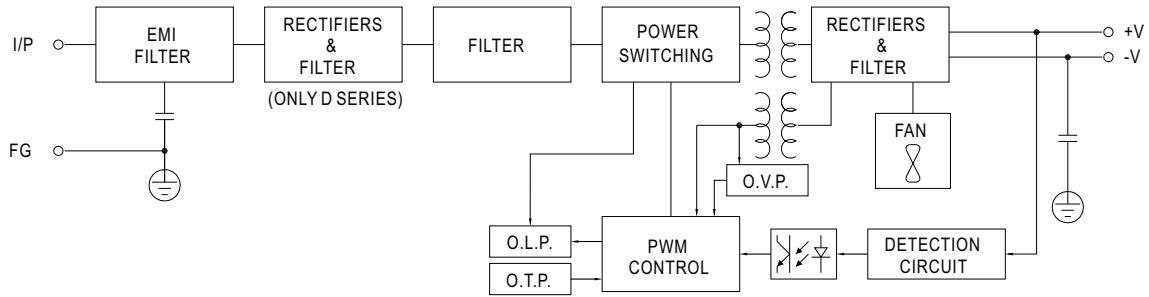 I/P
EMI
FILTER
RECTIFIERS
&
FILTER
(ONLY D SERIES)
FILTER
POWER
SWITCHING
RECTIFIERS
&
FILTER
+V
-V
FG
FAN
O.V.P.
O.L.P.
O.T.P.
PWM
CONTROL
DETECTION
CIRCUIT